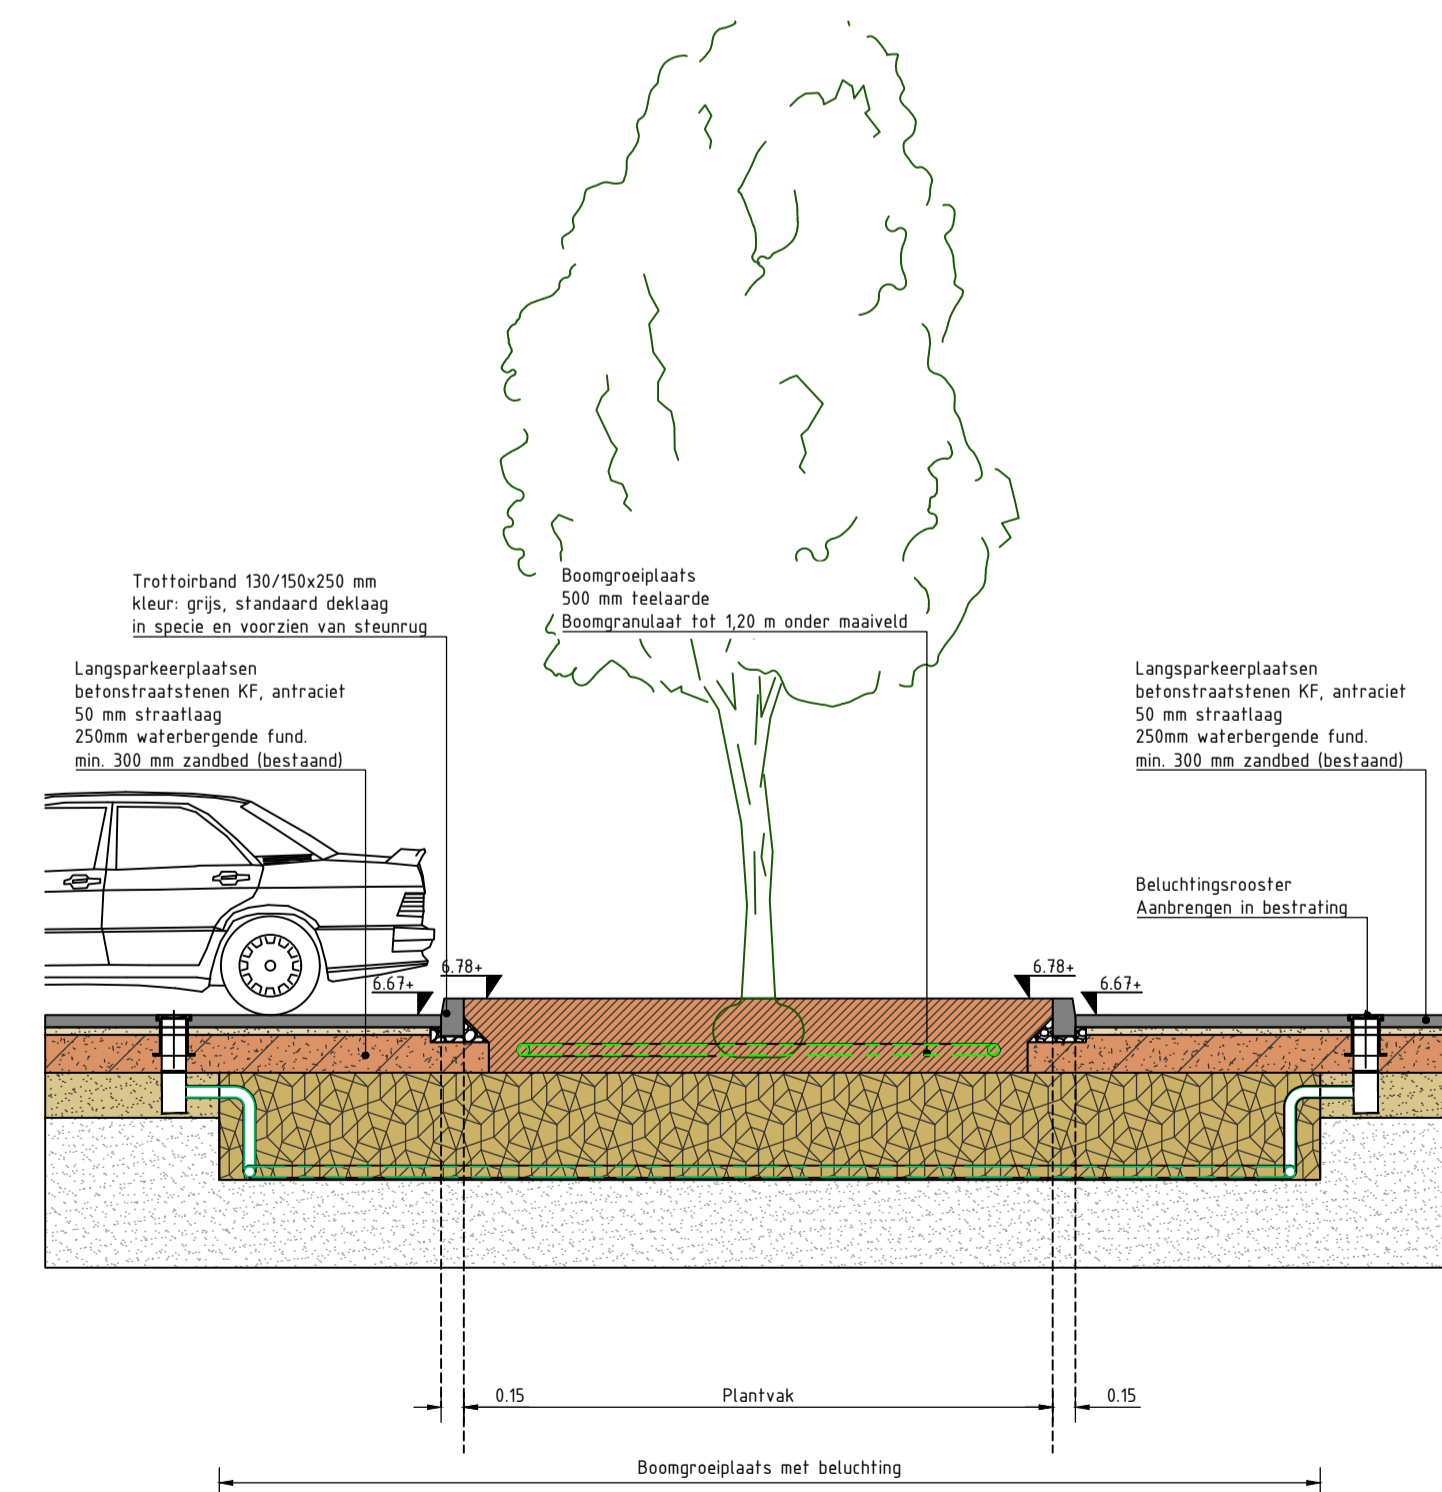 Trottoirband 130/150x250 mm
kleur: grijs, standaard deklaag
in specie en voorzien van steunrug
Boomgroeiplaats
500 mm teelaarde
Boomgranulaat tot 1,20 m onder maaiveld
Langsparkeerplaatsen
betonstraatstenen KF, antraciet
50 mm straatlaag
250mm waterbergende fund.
min. 300 mm zandbed (bestaand)
Langsparkeerplaatsen
betonstraatstenen KF, antraciet
50 mm straatlaag
250mm waterbergende fund.
min. 300 mm zandbed (bestaand)
Beluchtingsrooster
Aanbrengen in bestrating
6.78+
6.67+
6.78+
6.67+
0.15
Plantvak
0.15
Boomgroeiplaats met beluchting